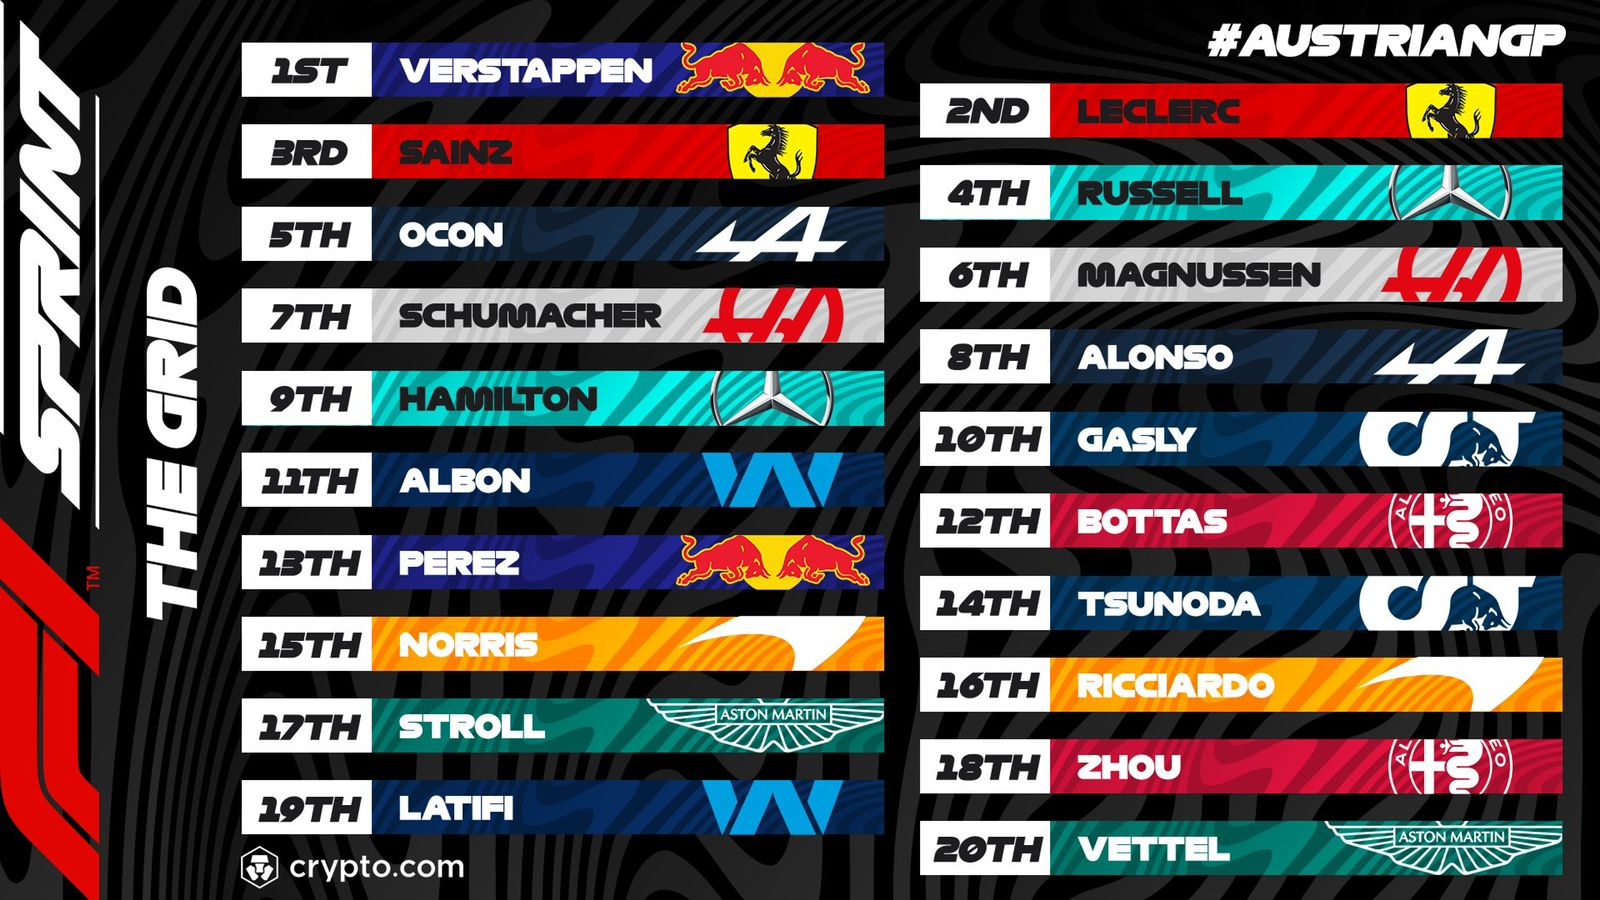 #AUSTRIANGP
SPRINT
THE GRID
F1 TM
1ST VERSTAPPEN
2ND LECLERC
3RD SAINZ
4TH RUSSELL
5TH OCON
6TH MAGNUSSEN
7TH SCHUMACHER
8TH ALONSO
9TH HAMILTON
10TH GASLY
11TH ALBON
12TH BOTTAS
13TH PEREZ
14TH TSUNODA
15TH NORRIS
16TH RICCIARDO
17TH STROLL ASTON MARTIN
18TH ZHOU
19TH LATIFI
20TH VETTEL ASTON MARTIN
crypto.com